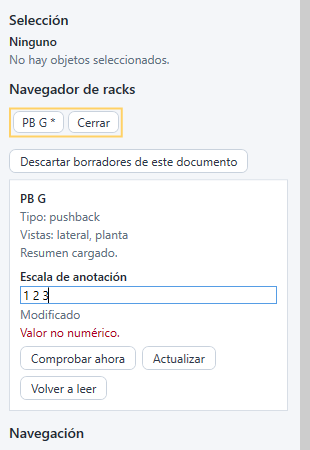 Selección
Ninguno
No hay objetos seleccionados.
Navegador de racks
PB G * Cerrar
Descartar borradores de este documento
PB G
Tipo: pushback
Vistas: lateral, planta
Resumen cargado.
Escala de anotación
1 2 3
Modificado
Valor no numérico.
Comprobar ahora Actualizar
Volver a leer
Navegación